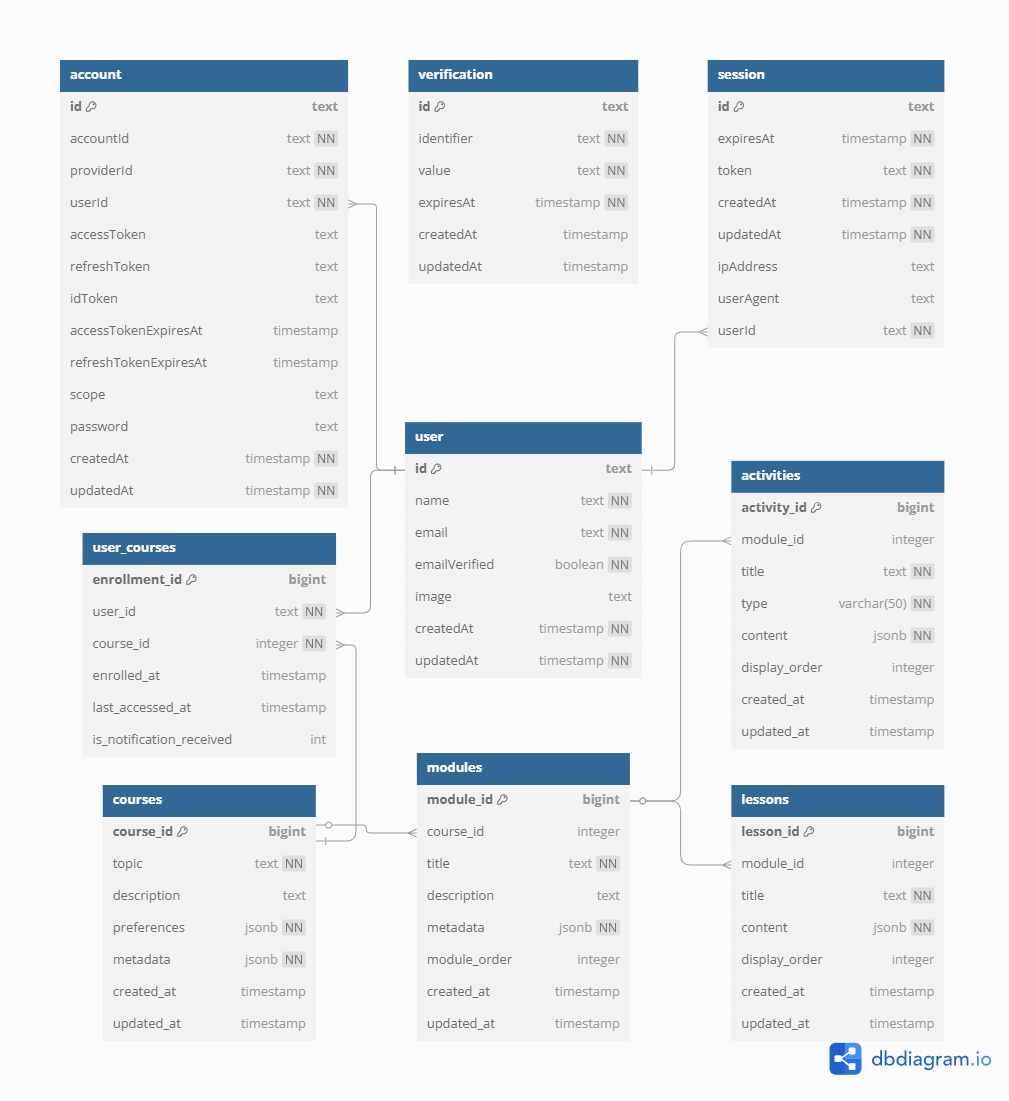 account
id text
accountId text NN
providerId text NN
userId text NN
accessToken text
refreshToken text
idToken text
accessTokenExpiresAt timestamp
refreshTokenExpiresAt timestamp
scope text
password text
createdAt timestamp NN
updatedAt timestamp NN
verification
id text
identifier text NN
value text NN
expiresAt timestamp NN
createdAt timestamp
updatedAt timestamp
session
id text
expiresAt timestamp NN
token text NN
createdAt timestamp NN
updatedAt timestamp NN
ipAddress text
userAgent text
userId text NN
user
id text
name text NN
email text NN
emailVerified boolean NN
image text
createdAt timestamp NN
updatedAt timestamp NN
activities
activity_id bigint
module_id integer
title text NN
type varchar(50) NN
content jsonb NN
display_order integer
created_at timestamp
updated_at timestamp
user_courses
enrollment_id bigint
user_id text NN
course_id integer NN
enrolled_at timestamp
last_accessed_at timestamp
is_notification_received int
courses
course_id bigint
topic text NN
description text
preferences jsonb NN
metadata jsonb NN
created_at timestamp
updated_at timestamp
modules
module_id bigint
course_id integer
title text NN
description text
metadata jsonb NN
module_order integer
created_at timestamp
updated_at timestamp
lessons
lesson_id bigint
module_id integer
title text NN
content jsonb NN
display_order integer
created_at timestamp
updated_at timestamp
dbdiagram.io